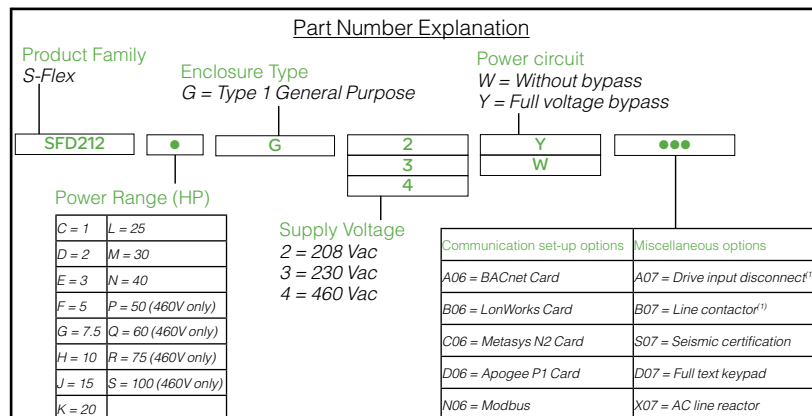 Part Number Explanation
Product Family
S-Flex
Enclosure Type
G = Type 1 General Purpose
Power circuit
W = Without bypass
Y = Full voltage bypass
SFD212 ● G 2 Y ●●●
3 W
4
Power Range (HP)
C = 1 L = 25
D = 2 M = 30
E = 3 N = 40
F = 5 P = 50 (460V only)
G = 7.5 Q = 60 (460V only)
H = 10 R = 75 (460V only)
J = 15 S = 100 (460V only)
K = 20
Supply Voltage
2 = 208 Vac
3 = 230 Vac
4 = 460 Vac
Communication set-up options Miscellaneous options
A06 = BACnet Card A07 = Drive input disconnect(1
B06 = LonWorks Card B07 = Line contactor(1)
C06 = Metasys N2 Card S07 = Seismic certification
D06 = Apogee P1 Card D07 = Full text keypad
N06 = Modbus X07 = AC line reactor